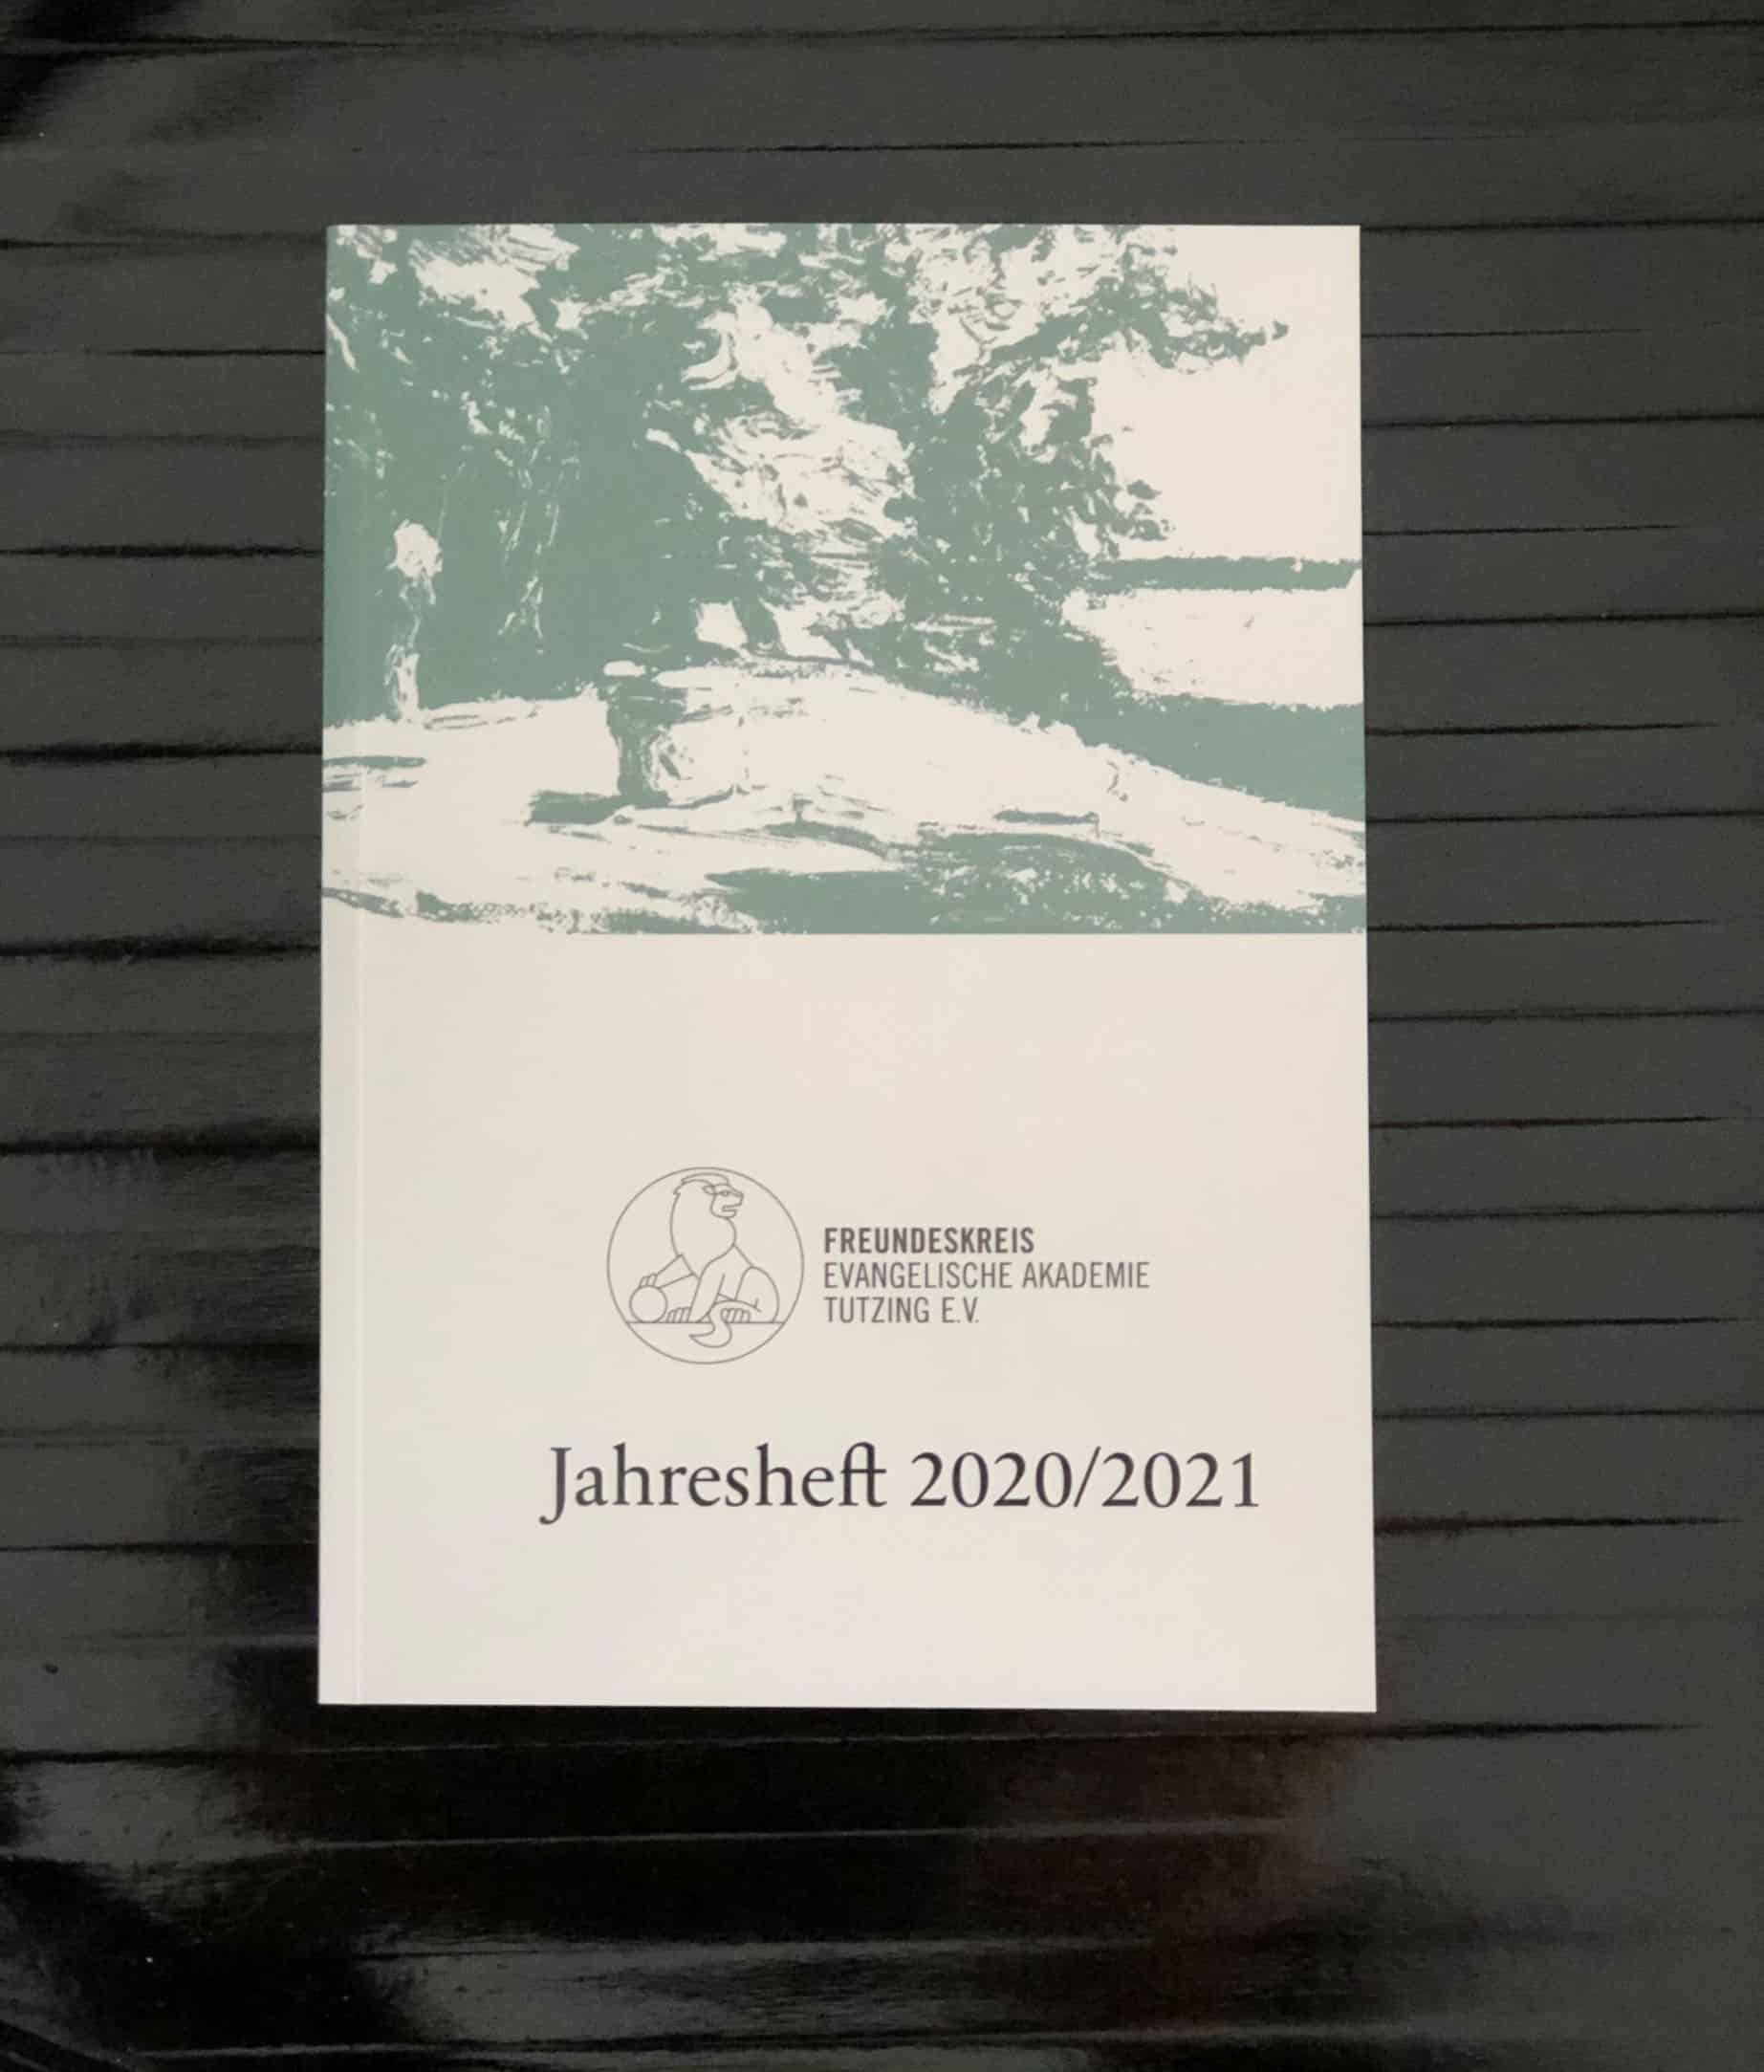 FREUNDESKREIS
EVANGELISCHE AKADEMIE
TUTZING E.V.
Jahresheft 2020/2021